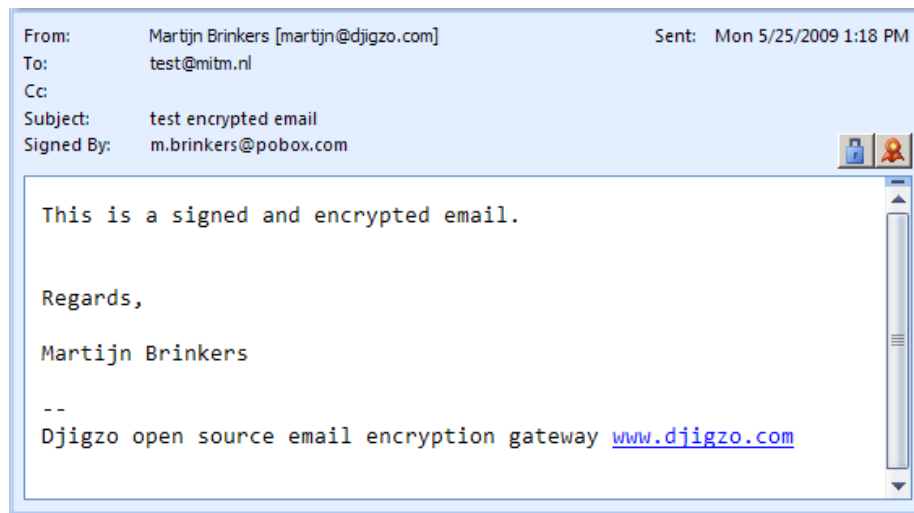 From: Martijn Brinkers [martijn@djigzo.com] Sent: Mon 5/25/2009 1:18 PM
To: test@mitm.nl
Cc:
Subject: test encrypted email
Signed By: m.brinkers@pobox.com
This is a signed and encrypted email.
Regards,
Martijn Brinkers
--
Djigzo open source email encryption gateway www.djigzo.com